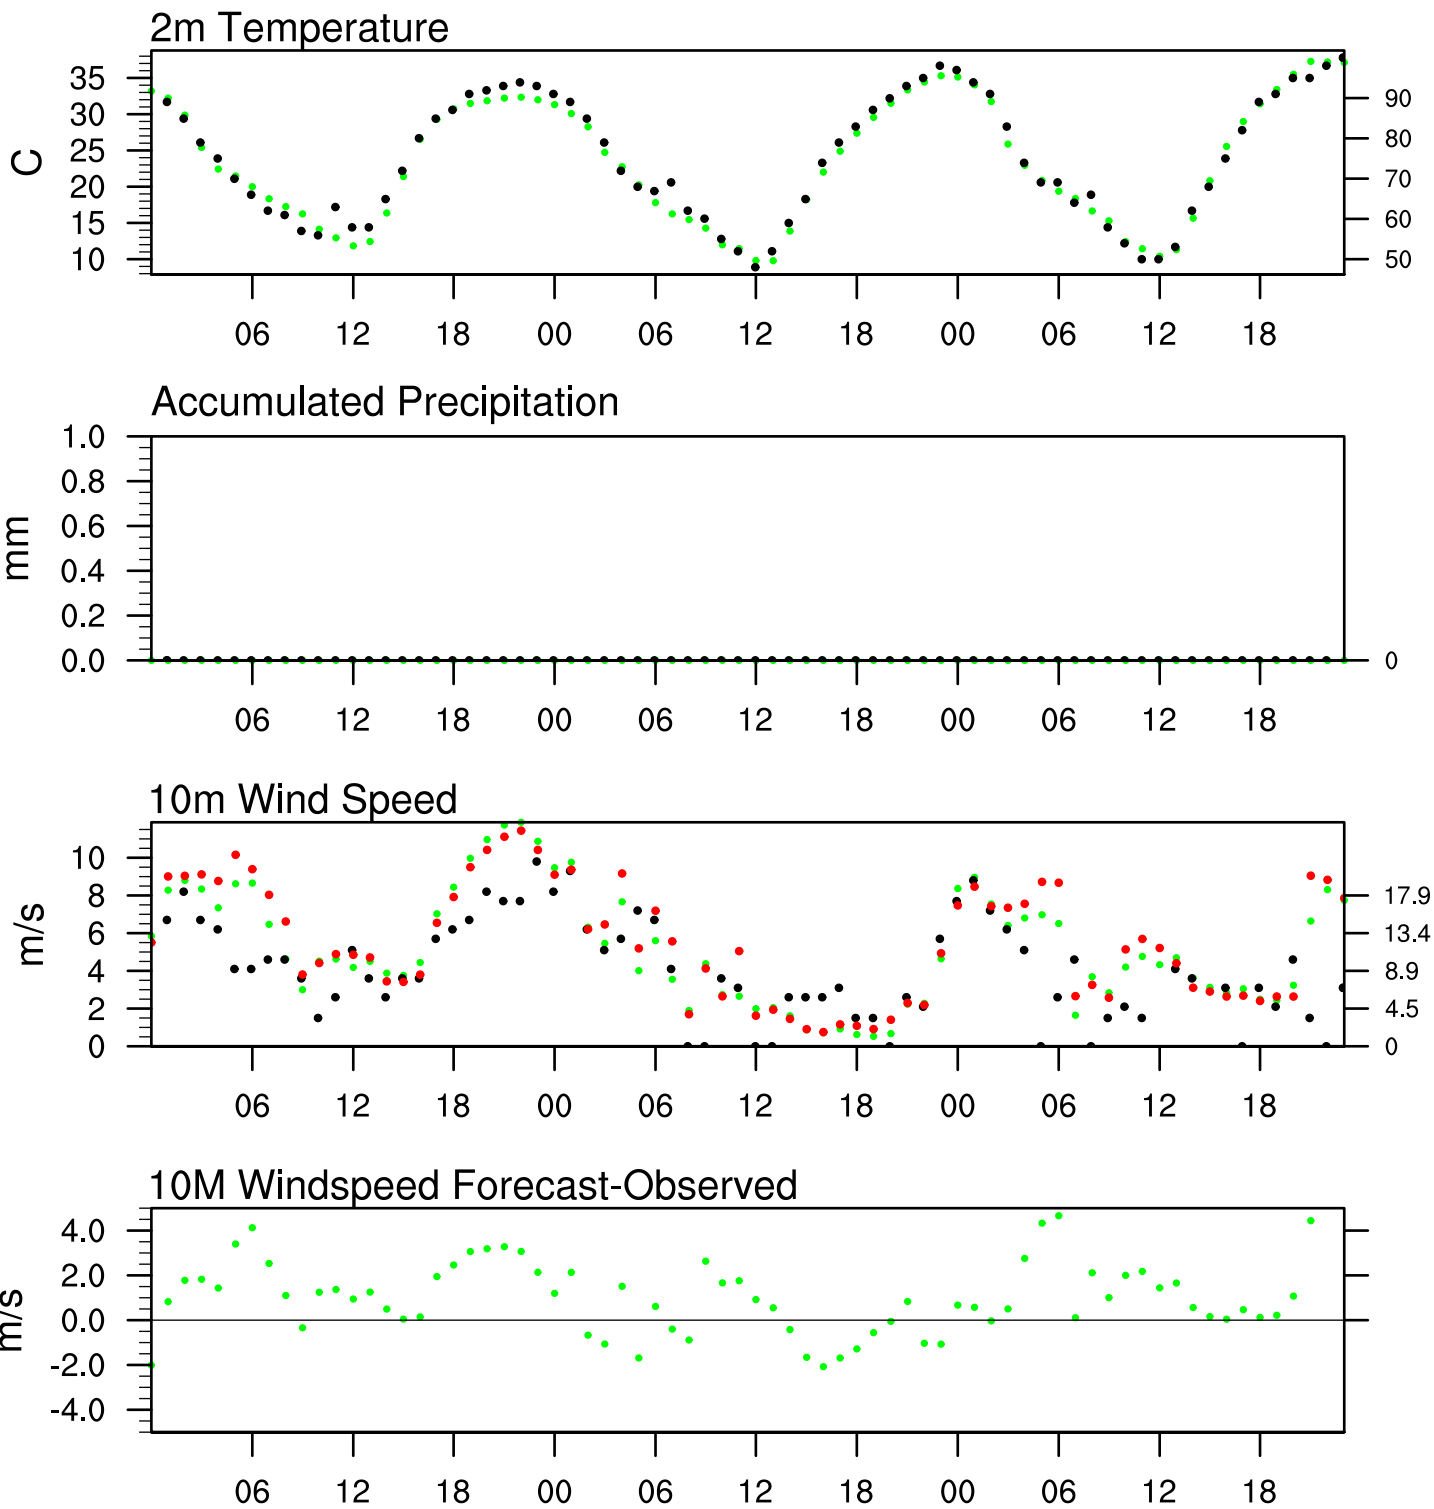 2m Temperature
C
35
30
25
20
15
10
90
80
70
60
50
06 12 18 00 06 12 18 00 06 12 18
Accumulated Precipitation
mm
1.0
0.8
0.6
0.4
0.2
0.0
0
06 12 18 00 06 12 18 00 06 12 18
10m Wind Speed
m/s
10
8
6
4
2
0
17.9
13.4
8.9
4.5
0
06 12 18 00 06 12 18 00 06 12 18
10M Windspeed Forecast-Observed
m/s
4.0
2.0
0.0
-2.0
-4.0
06 12 18 00 06 12 18 00 06 12 18